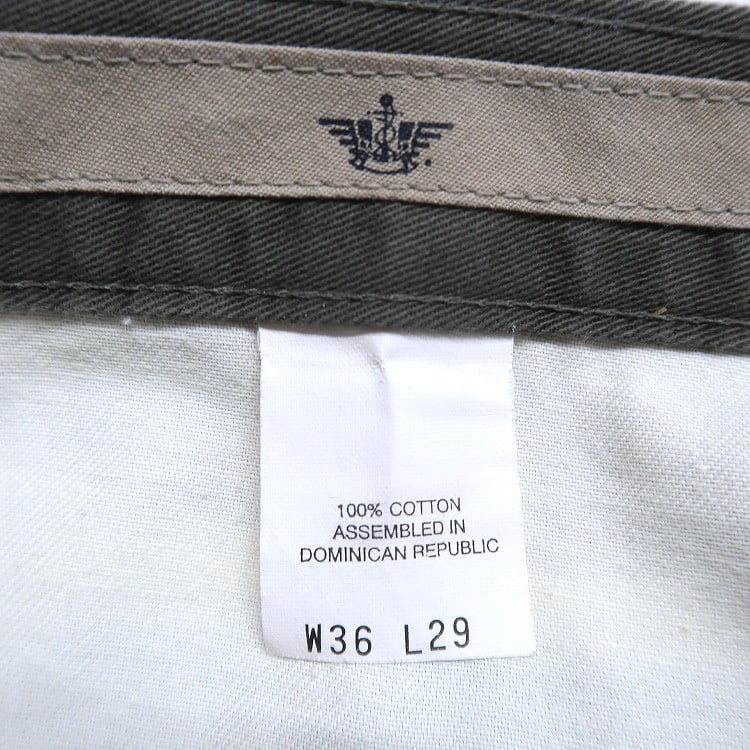 100% COTTON
ASSEMBLED IN
DOMINICAN REPUBLIC
W36 L29